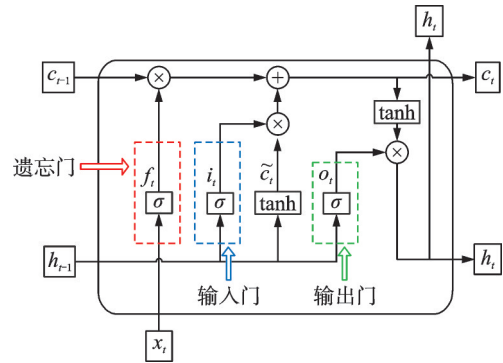 h_t
c_{t-1} × + c_t
tanh
× ×
遗忘门 f_t i_t c̃_t o_t
σ σ tanh σ
h_{t-1} h_t
输入门 输出门
x_t